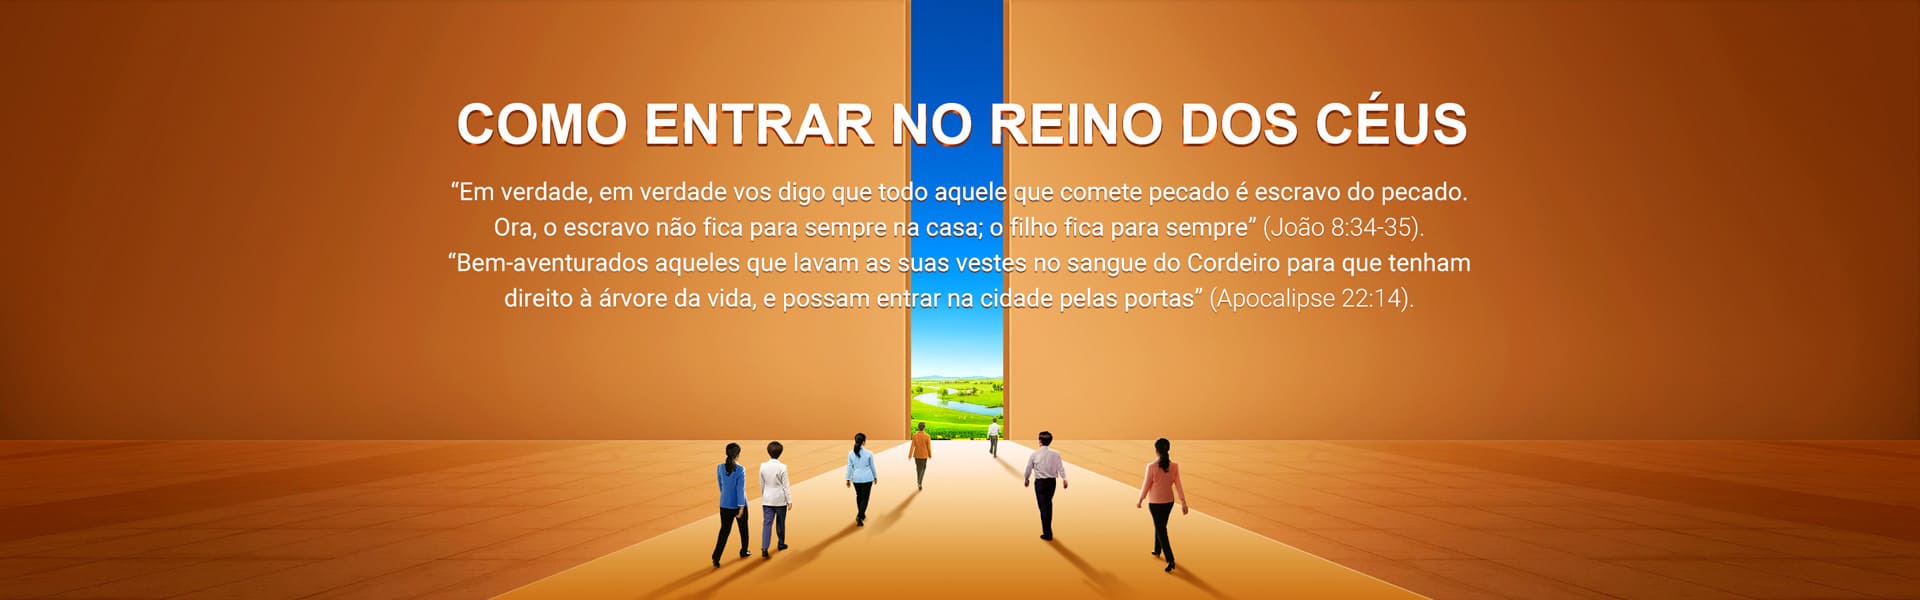 COMO ENTRAR NO REINO DOS CÉUS
“Em verdade, em verdade vos digo que todo aquele que comete pecado é escravo do pecado.
Ora, o escravo não fica para sempre na casa; o filho fica para sempre” (João 8:34-35).
“Bem-aventurados aqueles que lavam as suas vestes no sangue do Cordeiro para que tenham
direito à árvore da vida, e possam entrar na cidade pelas portas” (Apocalipse 22:14).